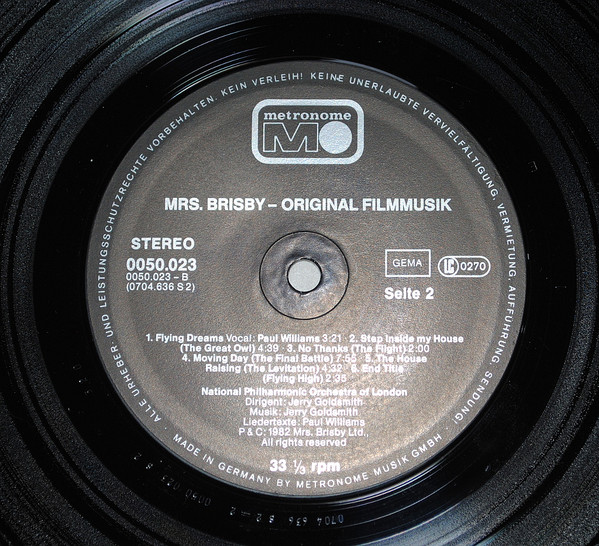 ALLE URHEBER UND LEISTUNGSSCHUTZRECHTE VORBEHALTEN. KEIN VERLEIH! KEINE UNERLAUBTE VERVIELFÄLTIGUNG, VERMIETUNG, AUFFÜHRUNG, SENDUNG!
metronome
MO
MRS. BRISBY – ORIGINAL FILMMUSIK
STEREO
0050.023
0050.023 – B
(0704.636 S 2)
GEMA
LC 0270
Seite 2
1. Flying Dreams Vocal: Paul Williams 3:21 · 2. Step Inside my House
(The Great Owl) 4:39 · 3. No Thanks (The Flight) 2:00
4. Moving Day (The Final Battle) 7:55 · 5. The House
Raising (The Levitation) 4:32 · 6. End Title
(Flying High) 2:35
National Philharmonic Orchestra of London
Dirigent: Jerry Goldsmith
Musik: Jerry Goldsmith
Liedertexte: Paul Williams
P & C: 1982 Mrs. Brisby Ltd.,
All rights reserved
33 1/3 rpm
· MADE IN GERMANY BY METRONOME MUSIK GMBH ·